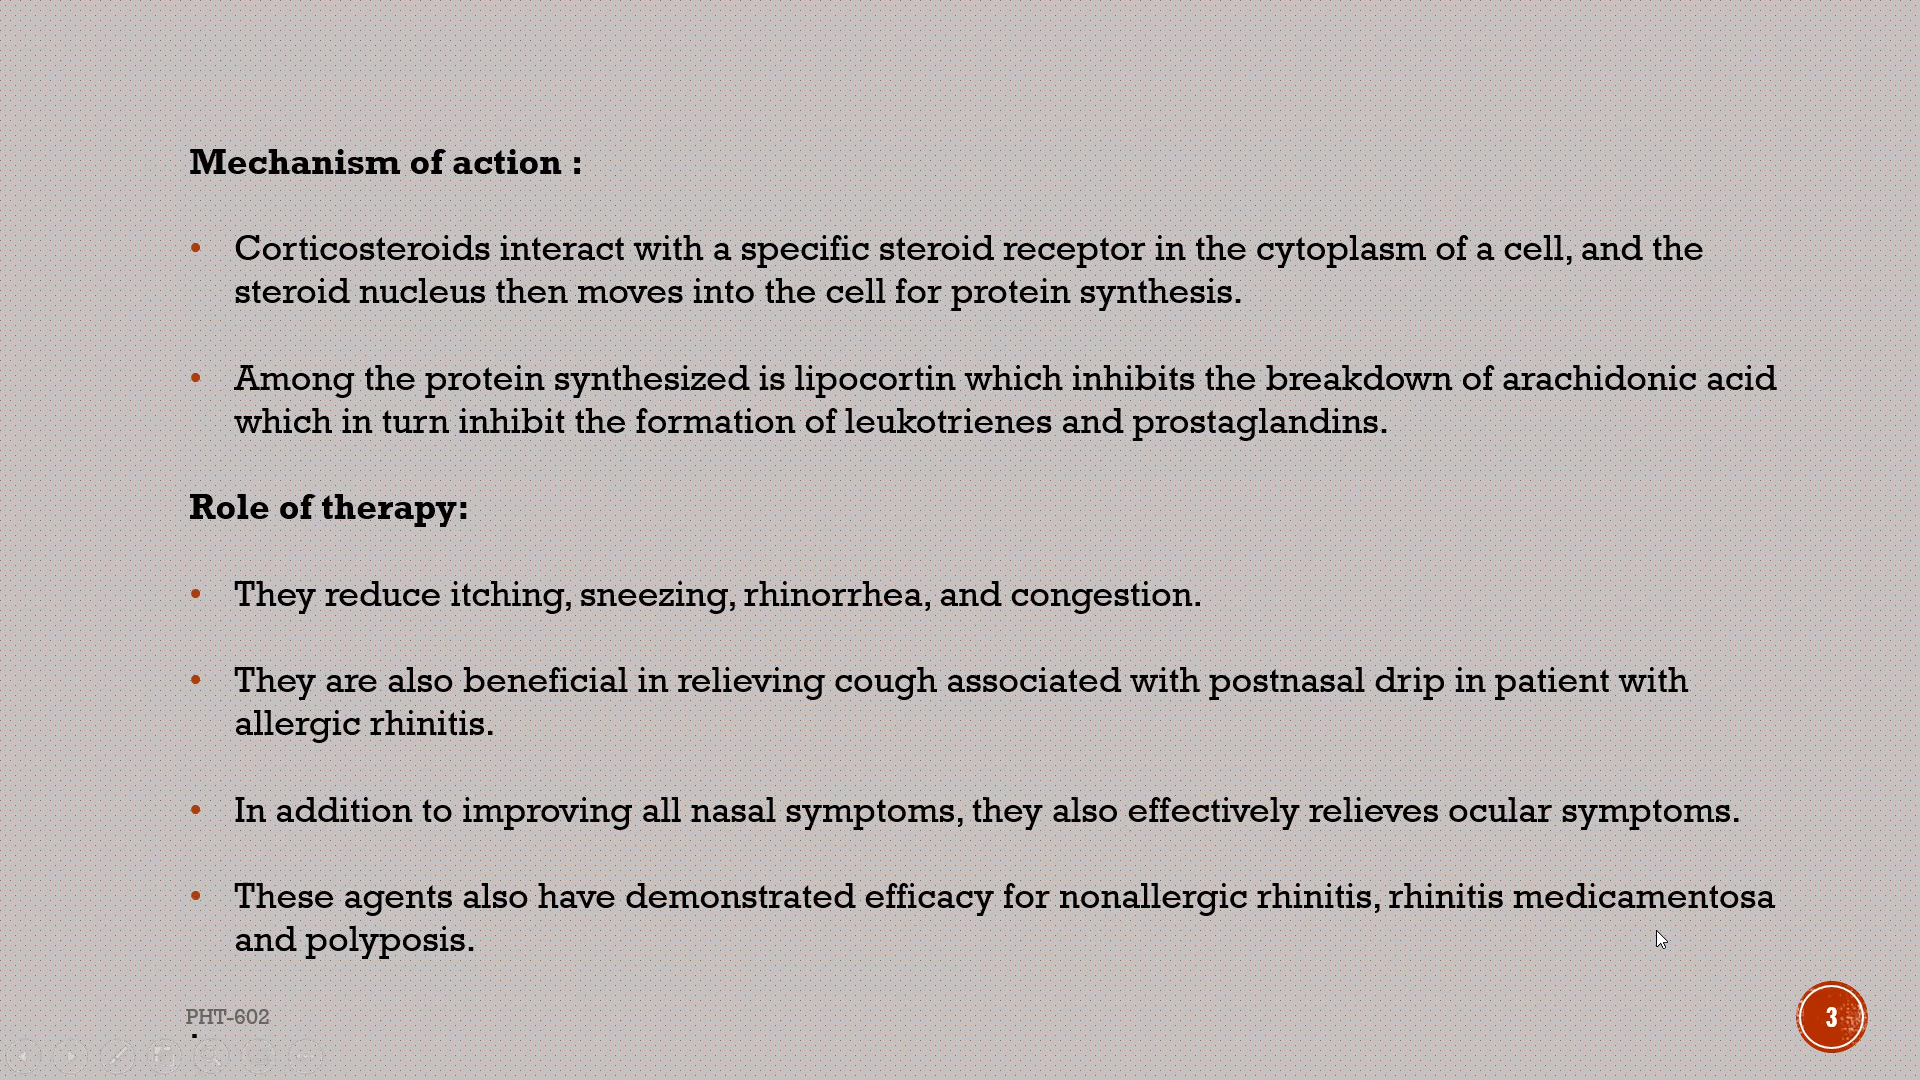 Mechanism of action :
• Corticosteroids interact with a specific steroid receptor in the cytoplasm of a cell, and the
steroid nucleus then moves into the cell for protein synthesis.
• Among the protein synthesized is lipocortin which inhibits the breakdown of arachidonic acid
which in turn inhibit the formation of leukotrienes and prostaglandins.
Role of therapy:
• They reduce itching, sneezing, rhinorrhea, and congestion.
• They are also beneficial in relieving cough associated with postnasal drip in patient with
allergic rhinitis.
• In addition to improving all nasal symptoms, they also effectively relieves ocular symptoms.
• These agents also have demonstrated efficacy for nonallergic rhinitis, rhinitis medicamentosa
and polyposis.
PHT-602
.
3